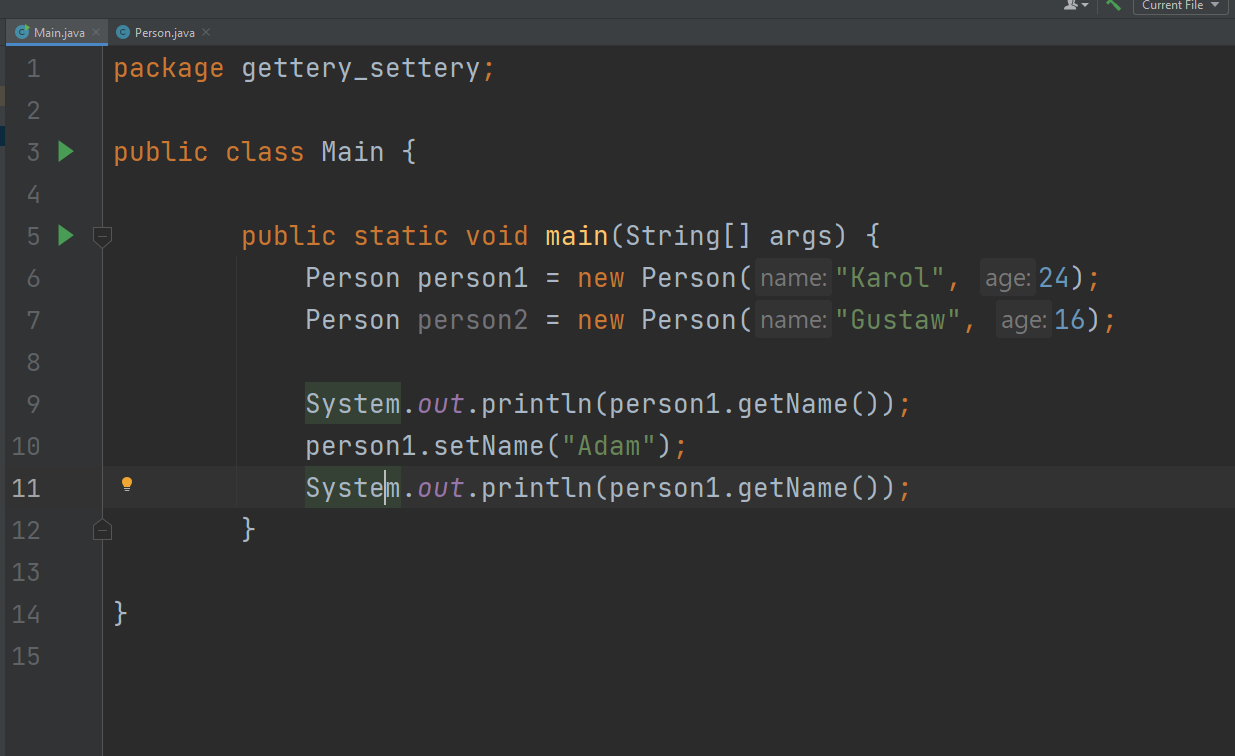 Current File
Main.java Person.java
1 package gettery_settery;
2
3 public class Main {
4
5 public static void main(String[] args) {
6 Person person1 = new Person( name: "Karol", age: 24);
7 Person person2 = new Person( name: "Gustaw", age: 16);
8
9 System.out.println(person1.getName());
10 person1.setName("Adam");
11 System.out.println(person1.getName());
12 }
13
14 }
15